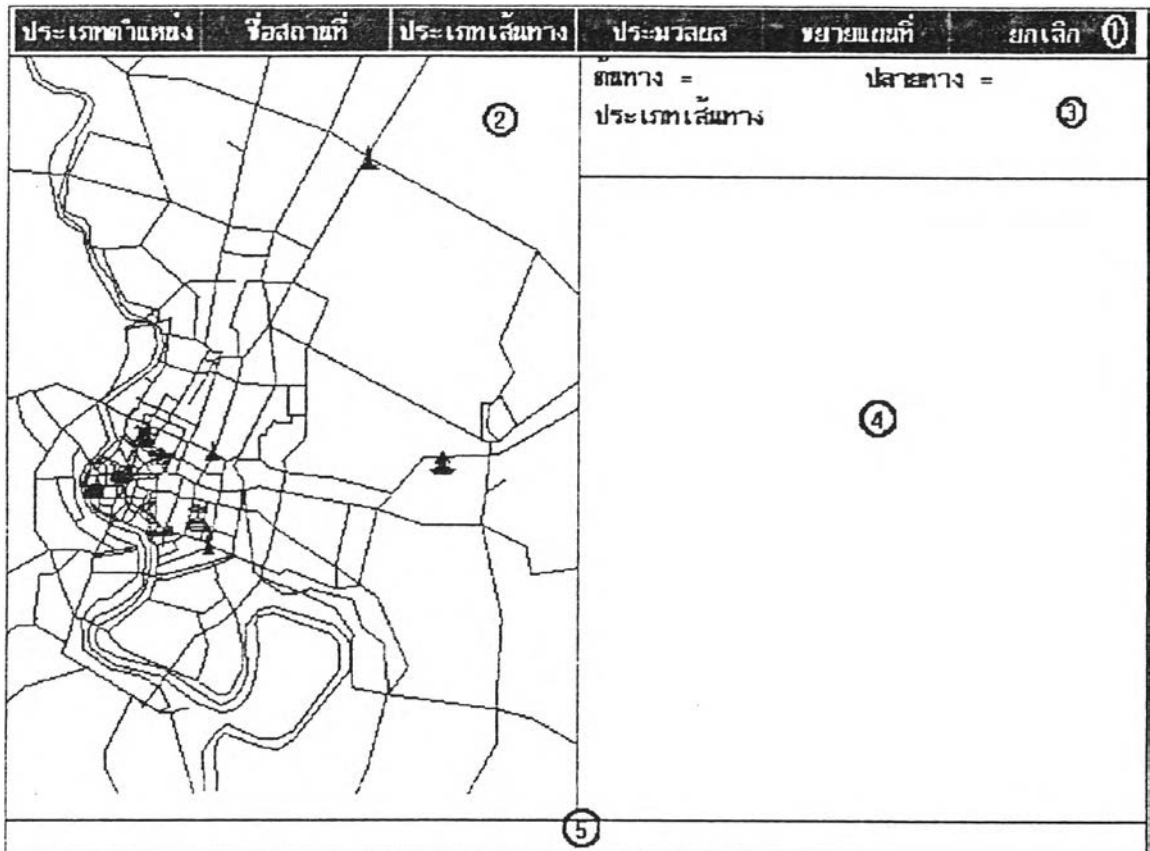 ประเภทตำแหน่ง ชื่อสถานที่ ประเภทเส้นทาง ประมวลผล ขยายแผนที่ ยกเลิก 1
2
ต้นทาง = ปลายทาง =
ประเภทเส้นทาง 3
4
5